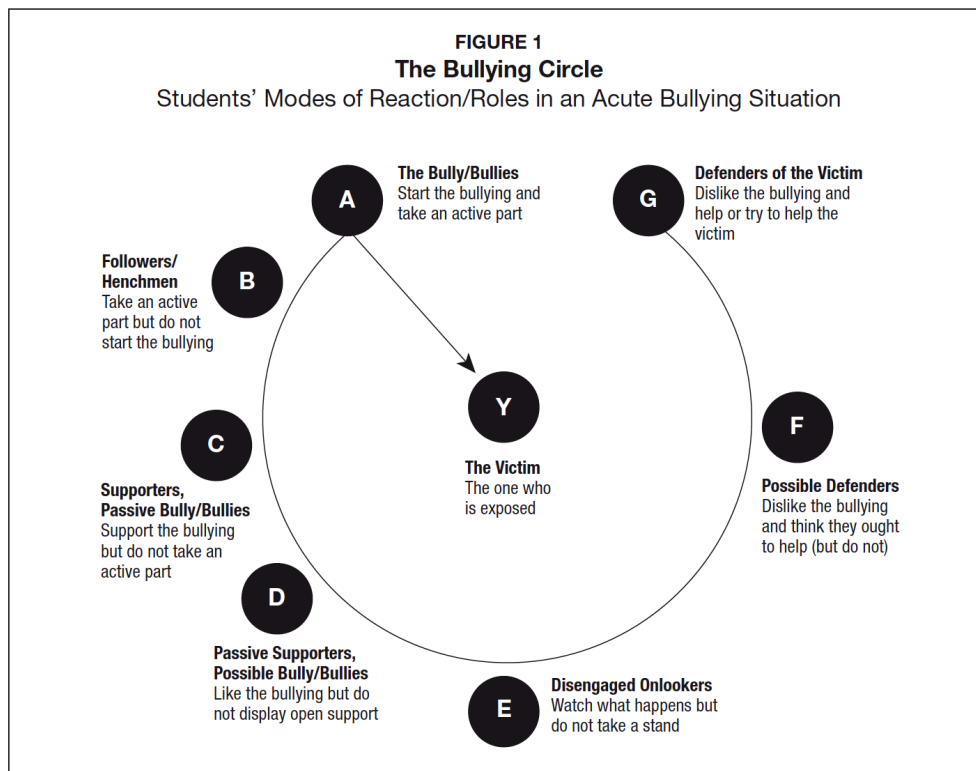 FIGURE 1
The Bullying Circle
Students’ Modes of Reaction/Roles in an Acute Bullying Situation
A
The Bully/Bullies
Start the bullying and
take an active part
G
Defenders of the Victim
Dislike the bullying and
help or try to help the
victim
Followers/
Henchmen
Take an active
part but do not
start the bullying
B
Y
The Victim
The one who
is exposed
C
Supporters,
Passive Bully/Bullies
Support the bullying
but do not take an
active part
F
Possible Defenders
Dislike the bullying
and think they ought
to help (but do not)
D
Passive Supporters,
Possible Bully/Bullies
Like the bullying but do
not display open support
E
Disengaged Onlookers
Watch what happens but
do not take a stand